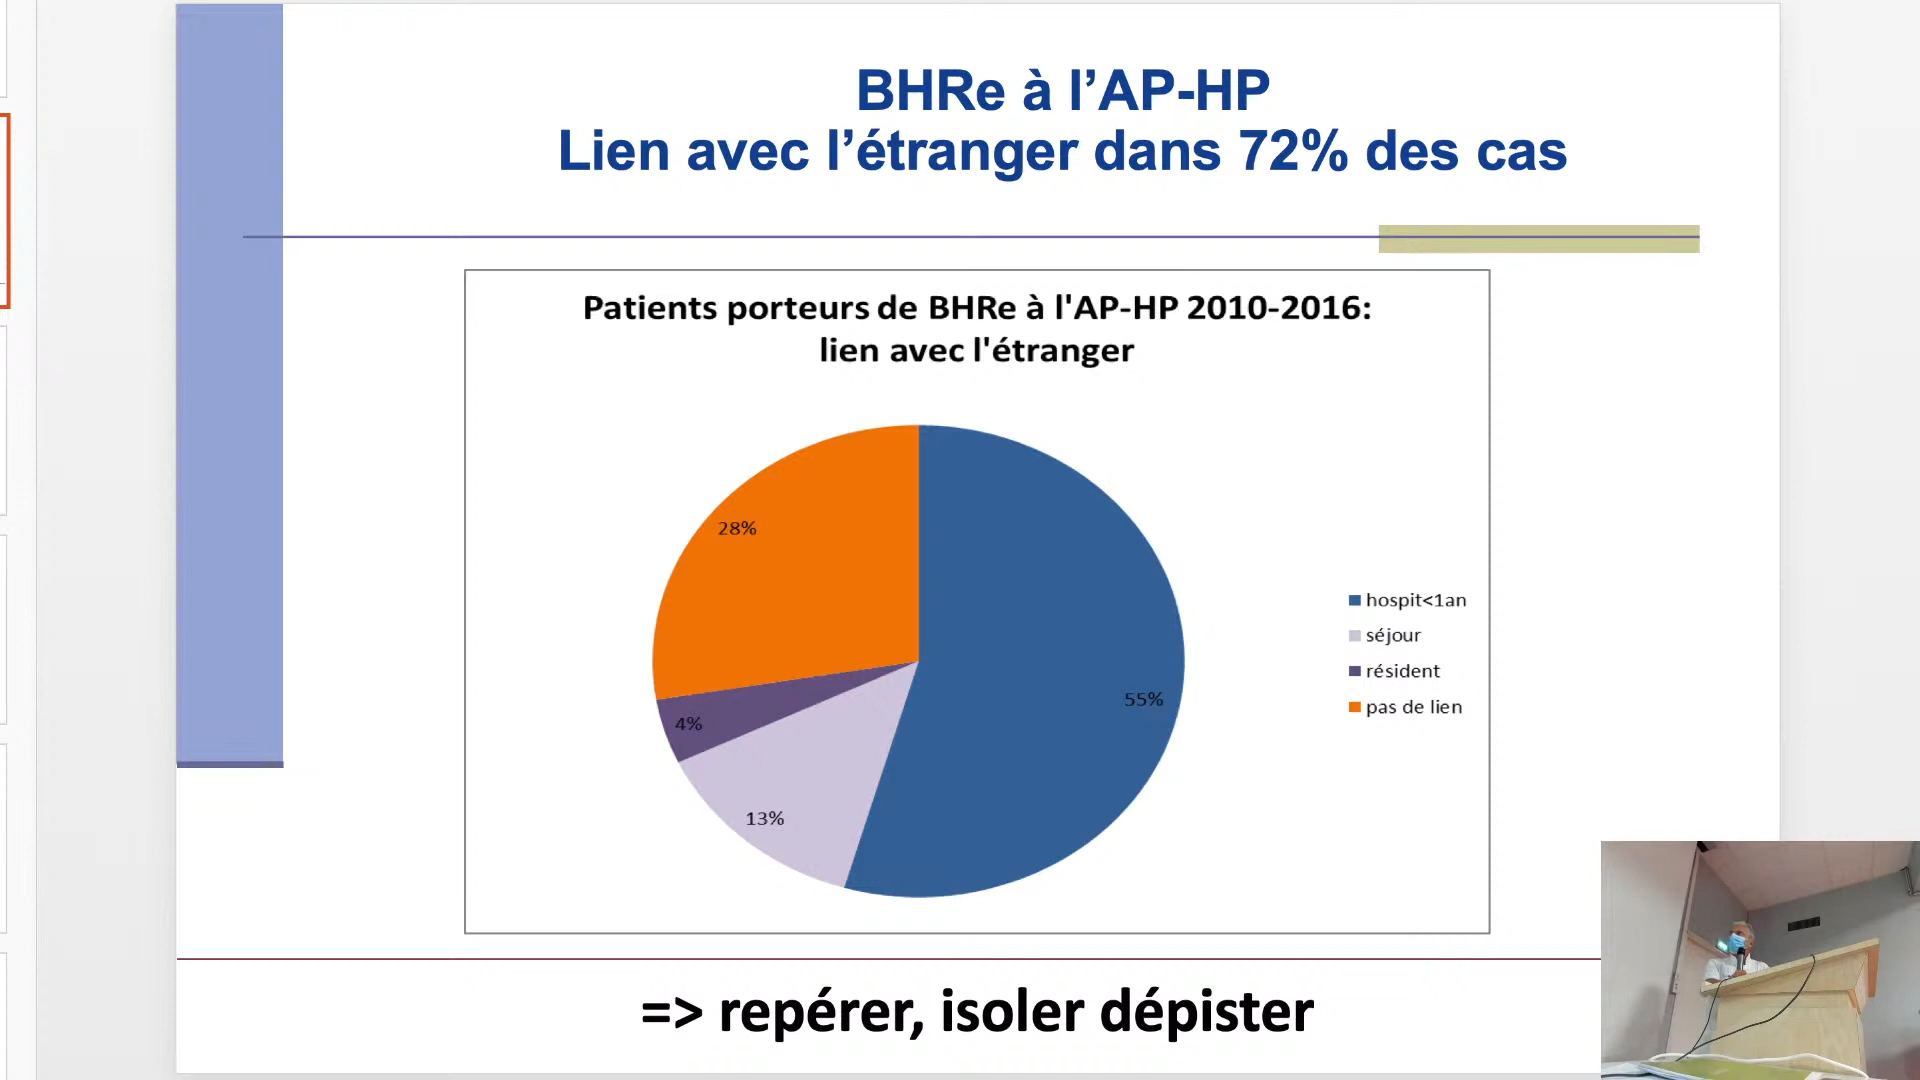 BHRe à l’AP-HP
Lien avec l’étranger dans 72% des cas
Patients porteurs de BHRe à l'AP-HP 2010-2016:
lien avec l'étranger
28%
55%
4%
13%
hospit<1an
séjour
résident
pas de lien
=> repérer, isoler dépister